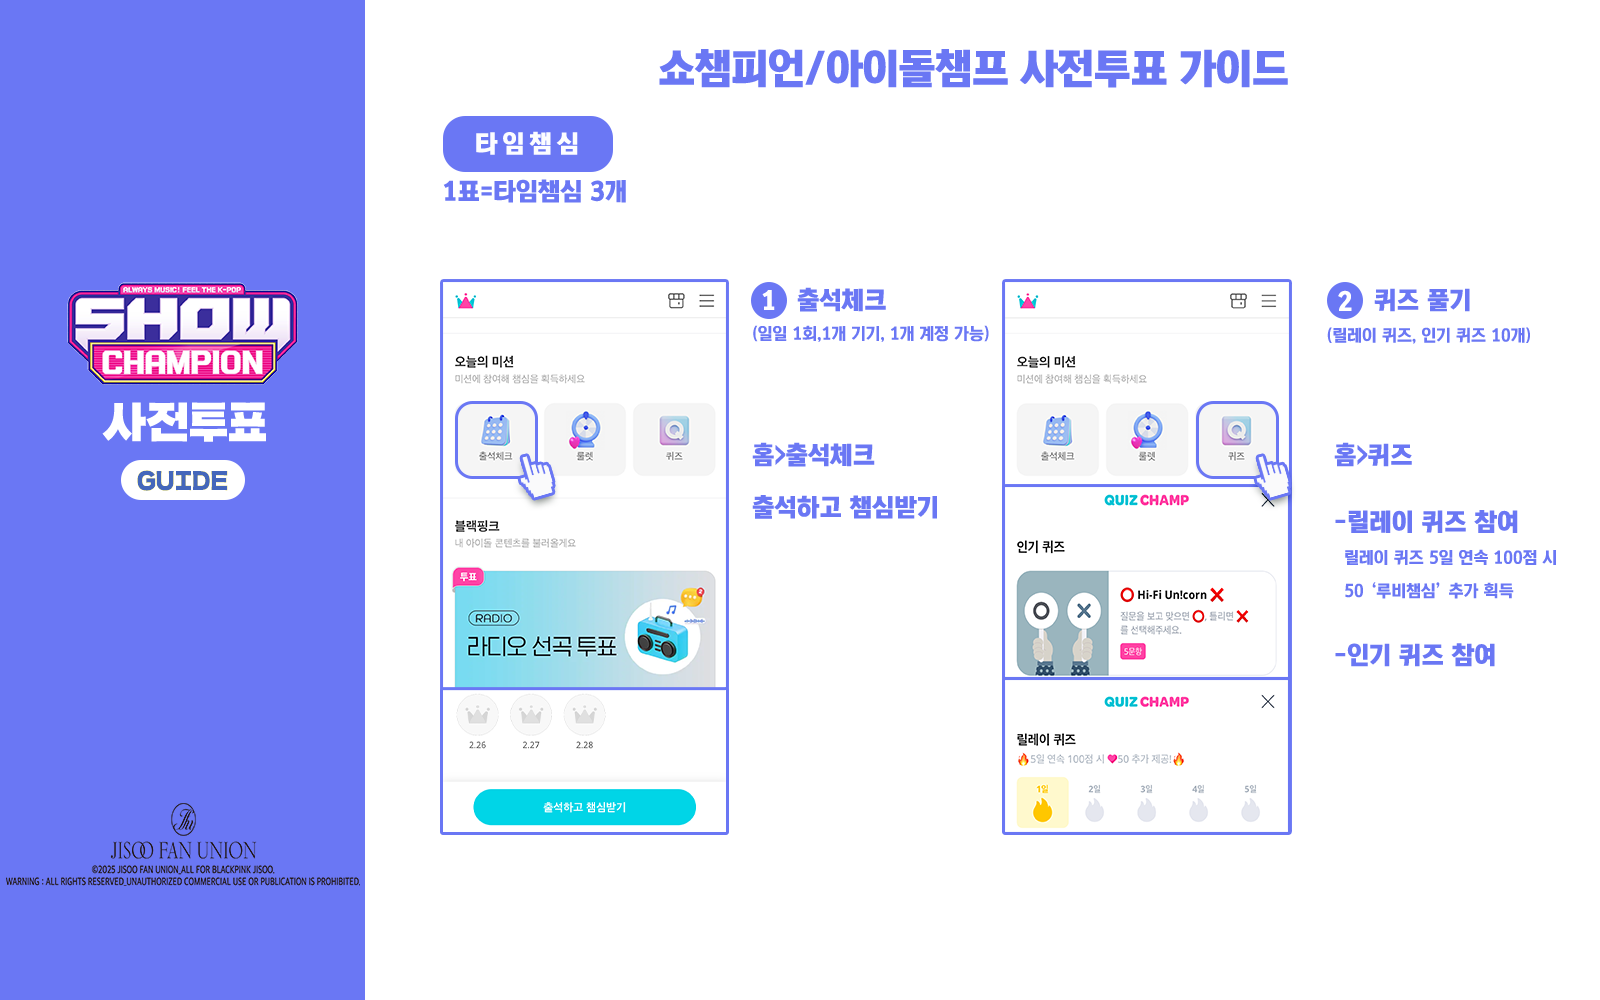 ALWAYS MUSIC! FEEL THE K-POP
SHOW
CHAMPION
사전투표
GUIDE
JISOO FAN UNION
©2025 JISOO FAN UNION_ALL FOR BLACKPINK JISOO.
WARNING : ALL RIGHTS RESERVED_UNAUTHORIZED COMMERCIAL USE OR PUBLICATION IS PROHIBITED.
쇼챔피언/아이돌챔프 사전투표 가이드
타임챔심
1표=타임챔심 3개
오늘의 미션
미션에 참여해 챔심을 획득하세요
출석체크
룰렛
퀴즈
블랙핑크
내 아이돌 콘텐츠를 불러올게요
투표
RADIO
라디오 선곡 투표
2.26
2.27
2.28
출석하고 챔심받기
1 출석체크
(일일 1회,1개 기기, 1개 계정 가능)
홈>출석체크
출석하고 챔심받기
오늘의 미션
미션에 참여해 챔심을 획득하세요
출석체크
룰렛
퀴즈
QUIZ CHAMP
인기 퀴즈
O X
⭕ Hi-Fi Un!corn ❌
질문을 보고 맞으면 ⭕, 틀리면 ❌
를 선택해주세요.
5문항
QUIZ CHAMP
릴레이 퀴즈
🔥5일 연속 100점 시 💗50 추가 제공!🔥
1일
2일
3일
4일
5일
2 퀴즈 풀기
(릴레이 퀴즈, 인기 퀴즈 10개)
홈>퀴즈
-릴레이 퀴즈 참여
릴레이 퀴즈 5일 연속 100점 시
50 ‘루비챔심’ 추가 획득
-인기 퀴즈 참여